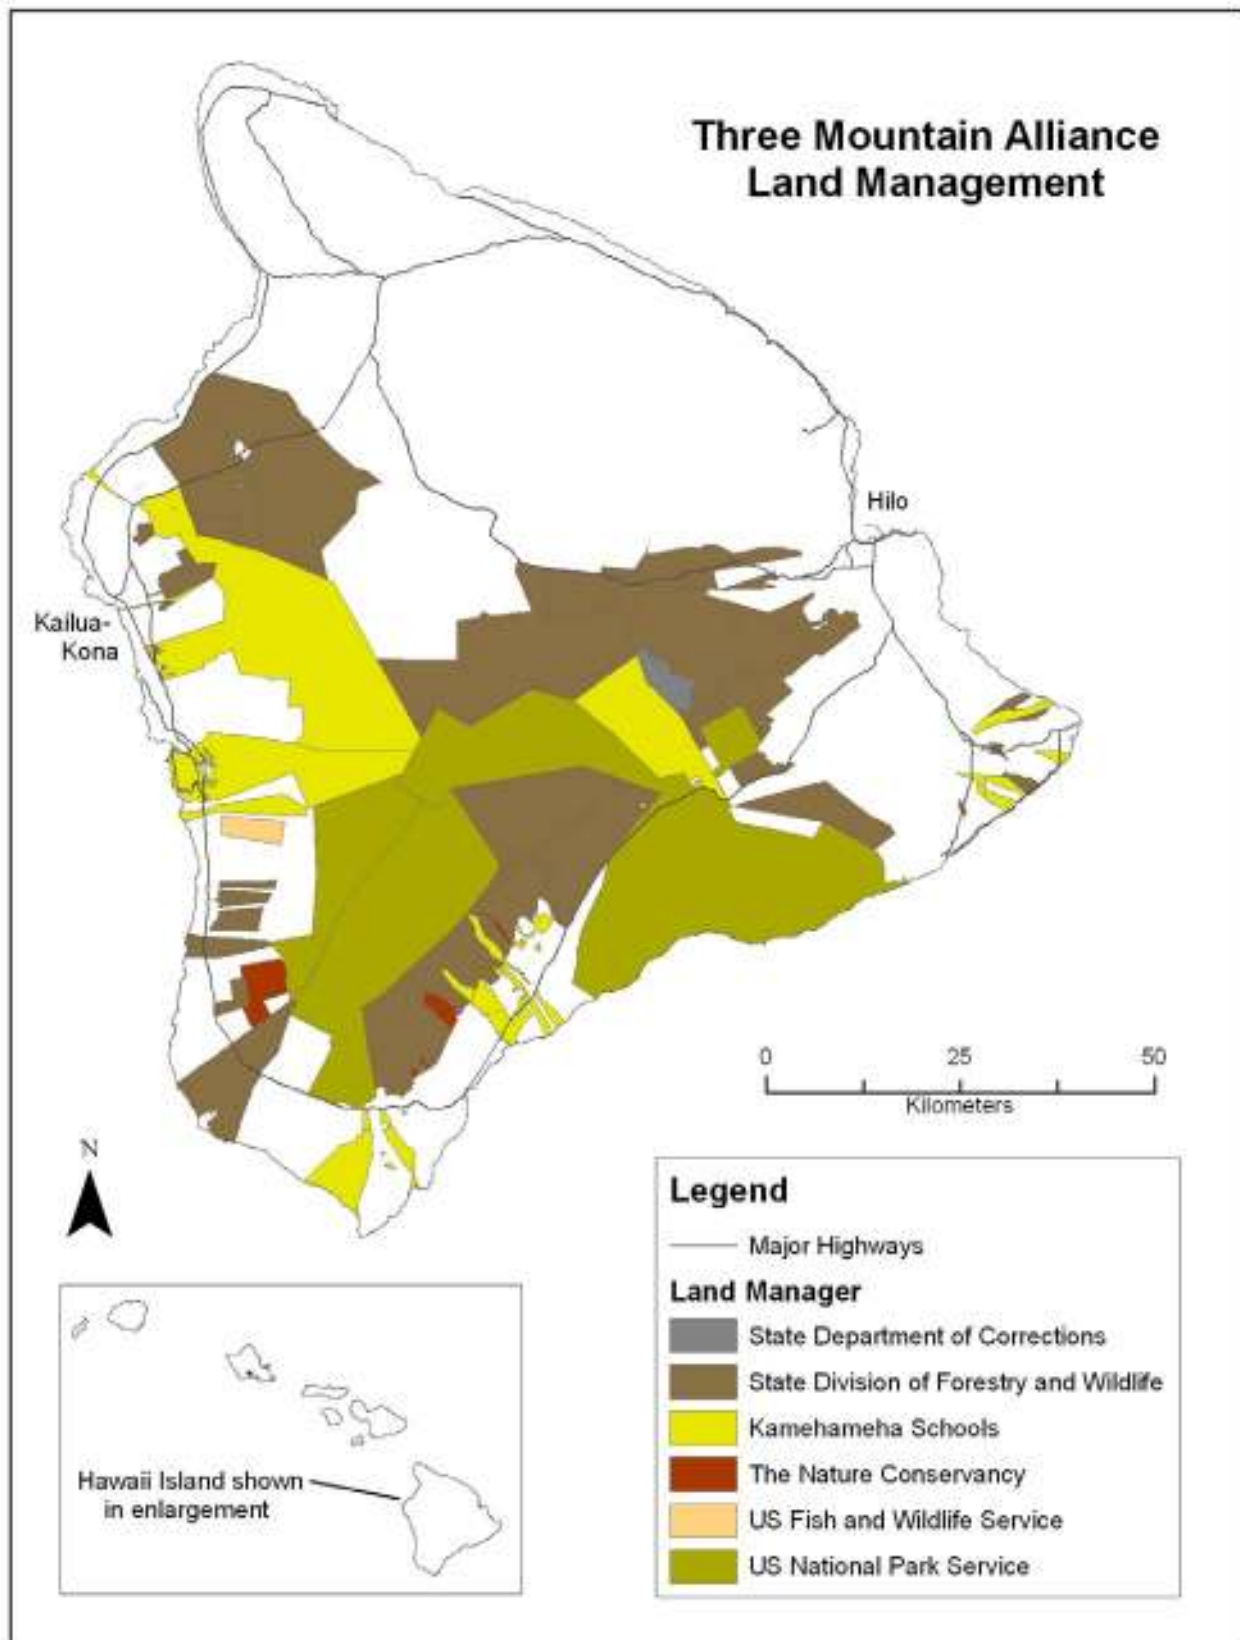 Three Mountain Alliance
Land Management
Hilo
Kailua-
Kona
0 25 50
Kilometers
N
Legend
Major Highways
Land Manager
State Department of Corrections
State Division of Forestry and Wildlife
Kamehameha Schools
The Nature Conservancy
US Fish and Wildlife Service
US National Park Service
Hawaii Island shown
in enlargement